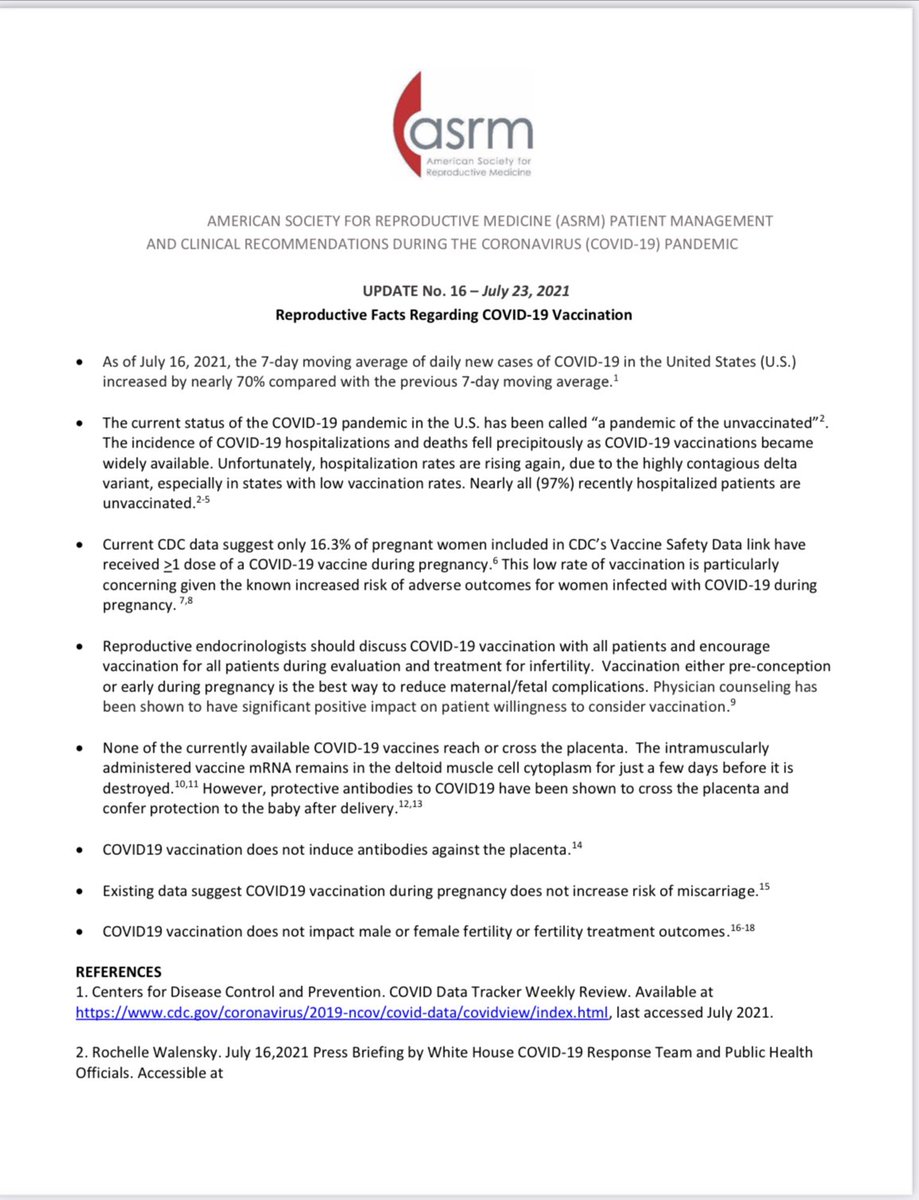 asrm
American Society for
Reproductive Medicine
AMERICAN SOCIETY FOR REPRODUCTIVE MEDICINE (ASRM) PATIENT MANAGEMENT
AND CLINICAL RECOMMENDATIONS DURING THE CORONAVIRUS (COVID-19) PANDEMIC
UPDATE No. 16 – July 23, 2021
Reproductive Facts Regarding COVID-19 Vaccination
• As of July 16, 2021, the 7-day moving average of daily new cases of COVID-19 in the United States (U.S.)
increased by nearly 70% compared with the previous 7-day moving average.1
• The current status of the COVID-19 pandemic in the U.S. has been called “a pandemic of the unvaccinated”2.
The incidence of COVID-19 hospitalizations and deaths fell precipitously as COVID-19 vaccinations became
widely available. Unfortunately, hospitalization rates are rising again, due to the highly contagious delta
variant, especially in states with low vaccination rates. Nearly all (97%) recently hospitalized patients are
unvaccinated.2-5
• Current CDC data suggest only 16.3% of pregnant women included in CDC’s Vaccine Safety Data link have
received >1 dose of a COVID-19 vaccine during pregnancy.6 This low rate of vaccination is particularly
concerning given the known increased risk of adverse outcomes for women infected with COVID-19 during
pregnancy. 7,8
• Reproductive endocrinologists should discuss COVID-19 vaccination with all patients and encourage
vaccination for all patients during evaluation and treatment for infertility. Vaccination either pre-conception
or early during pregnancy is the best way to reduce maternal/fetal complications. Physician counseling has
been shown to have significant positive impact on patient willingness to consider vaccination.9
• None of the currently available COVID-19 vaccines reach or cross the placenta. The intramuscularly
administered vaccine mRNA remains in the deltoid muscle cell cytoplasm for just a few days before it is
destroyed.10,11 However, protective antibodies to COVID19 have been shown to cross the placenta and
confer protection to the baby after delivery.12,13
• COVID19 vaccination does not induce antibodies against the placenta.14
• Existing data suggest COVID19 vaccination during pregnancy does not increase risk of miscarriage.15
• COVID19 vaccination does not impact male or female fertility or fertility treatment outcomes.16-18
REFERENCES
1. Centers for Disease Control and Prevention. COVID Data Tracker Weekly Review. Available at
https://www.cdc.gov/coronavirus/2019-ncov/covid-data/covidview/index.html, last accessed July 2021.
2. Rochelle Walensky. July 16,2021 Press Briefing by White House COVID-19 Response Team and Public Health
Officials. Accessible at